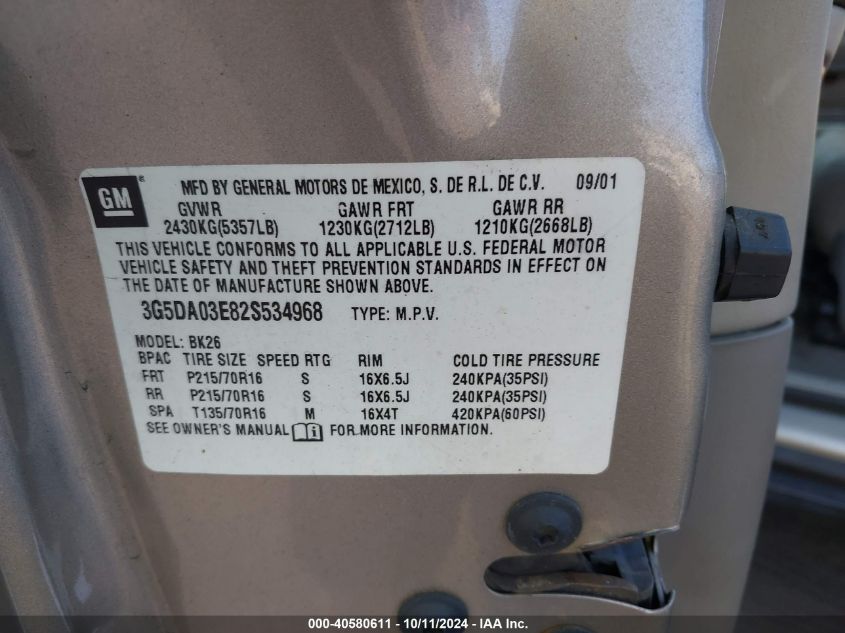 GM
MFD BY GENERAL MOTORS DE MEXICO, S. DE R.L. DE C.V. 09/01
GVWR GAWR FRT GAWR RR
2430KG(5357LB) 1230KG(2712LB) 1210KG(2668LB)
THIS VEHICLE CONFORMS TO ALL APPLICABLE U.S. FEDERAL MOTOR
VEHICLE SAFETY AND THEFT PREVENTION STANDARDS IN EFFECT ON
THE DATE OF MANUFACTURE SHOWN ABOVE.
3G5DA03E82S534968 TYPE: M.P.V.
MODEL: BK26
BPAC TIRE SIZE SPEED RTG RIM COLD TIRE PRESSURE
FRT P215/70R16 S 16X6.5J 240KPA(35PSI)
RR P215/70R16 S 16X6.5J 240KPA(35PSI)
SPA T135/70R16 M 16X4T 420KPA(60PSI)
SEE OWNER'S MANUAL i FOR MORE INFORMATION
000-40580611 - 10/11/2024 - IAA Inc.